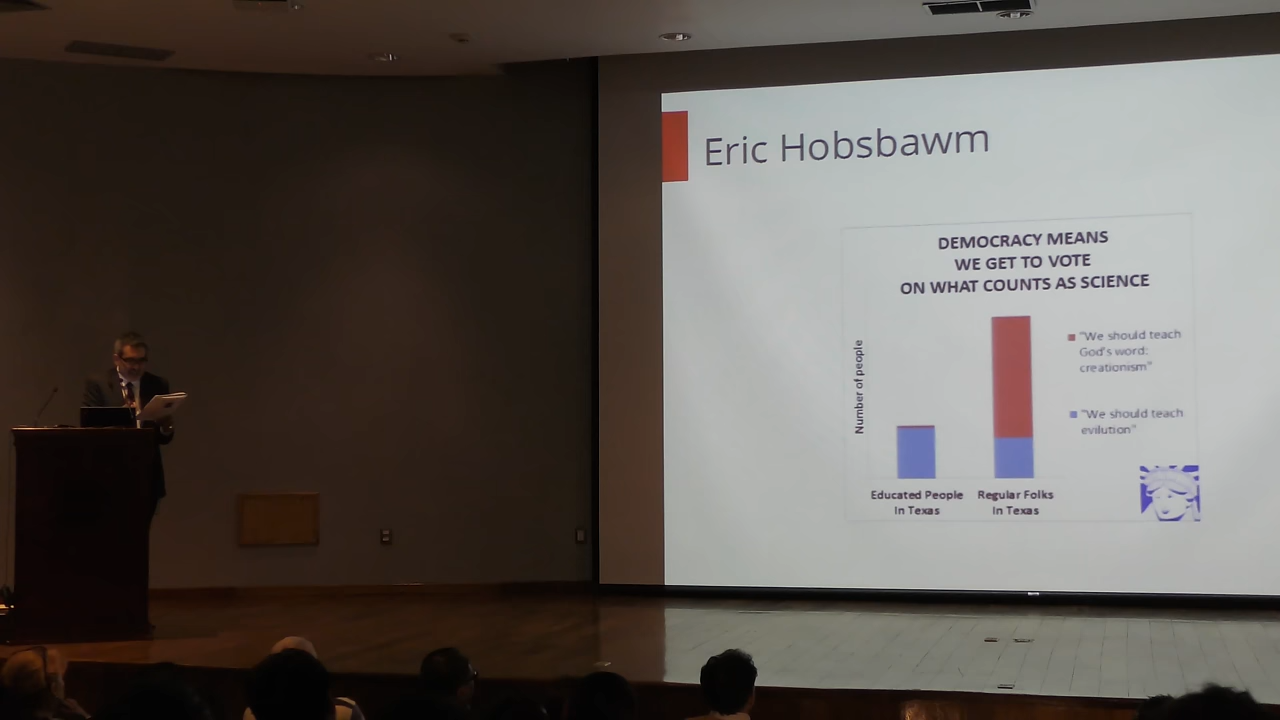 Eric Hobsbawm
DEMOCRACY MEANS
WE GET TO VOTE
ON WHAT COUNTS AS SCIENCE
Number of people
"We should teach
God's word:
creationism"
"We should teach
evilution"
Educated People
In Texas
Regular Folks
In Texas